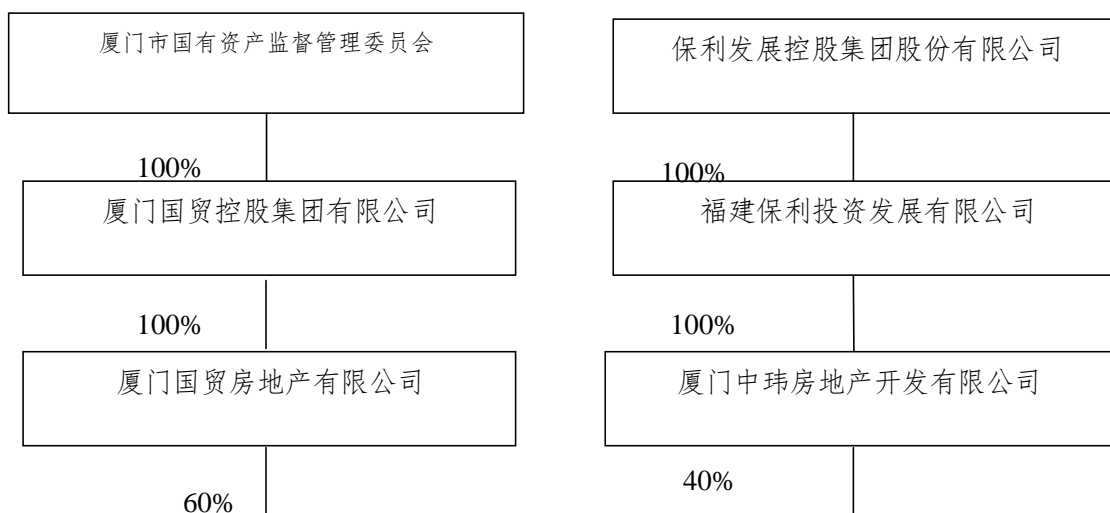 厦门市国有资产监督管理委员会
保利发展控股集团股份有限公司
100%
100%
厦门国贸控股集团有限公司
福建保利投资发展有限公司
100%
100%
厦门国贸房地产有限公司
厦门中玮房地产开发有限公司
60%
40%